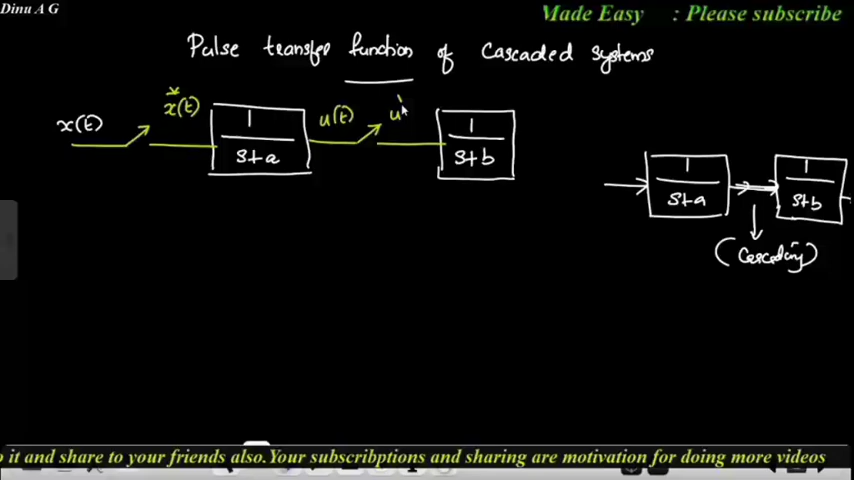 Dinu A G
Made Easy : Please subscribe
Pulse transfer function of Cascaded systems
x(t)
x*(t)
1
s+a
u(t)
u
1
s+b
1
s+a
1
s+b
(Cascading)
o it and share to your friends also.Your subscribptions and sharing are motivation for doing more videos